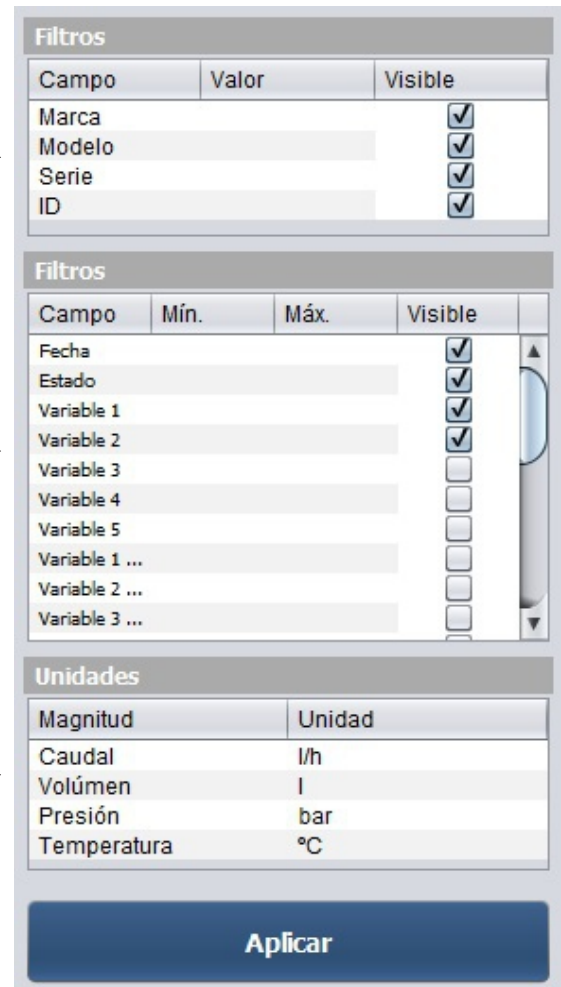 Filtros
Campo Valor Visible
Marca
Modelo
Serie
ID
Filtros
Campo Mín. Máx. Visible
Fecha
Estado
Variable 1
Variable 2
Variable 3
Variable 4
Variable 5
Variable 1 ...
Variable 2 ...
Variable 3 ...
Unidades
Magnitud Unidad
Caudal l/h
Volúmen l
Presión bar
Temperatura ºC
Aplicar